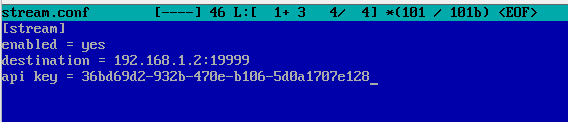 stream.conf [----] 46 L:[ 1+ 3 4/ 4] *(101 / 101b) <EOF>
[stream]
enabled = yes
destination = 192.168.1.2:19999
api key = 36bd69d2-932b-470e-b106-5d0a1707e128_